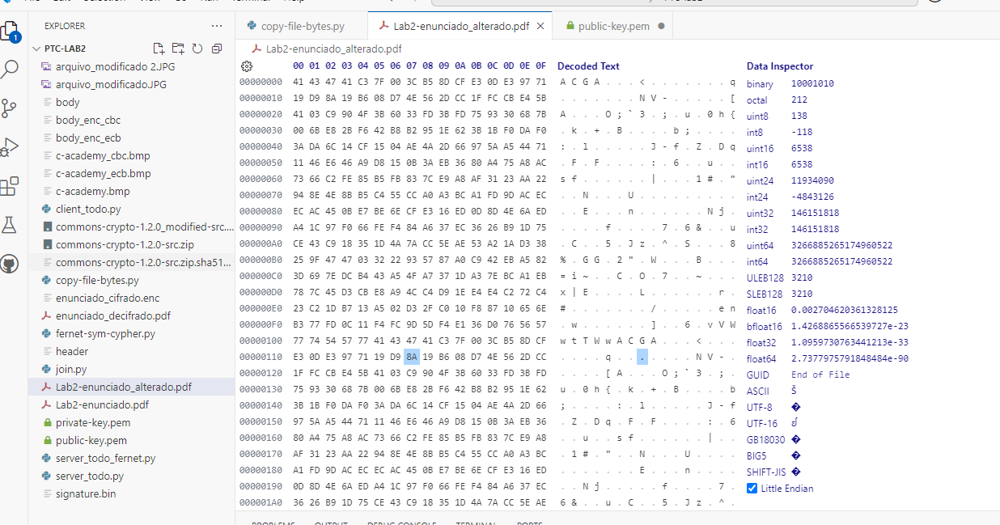 EXPLORER
PTC-LAB2
arquivo_modificado 2.JPG
arquivo_modificado.JPG
body
body_enc_cbc
body_enc_ecb
c-academy_cbc.bmp
c-academy_ecb.bmp
c-academy.bmp
client_todo.py
commons-crypto-1.2.0_modified-src....
commons-crypto-1.2.0-src.zip
commons-crypto-1.2.0-src.zip.sha51...
copy-file-bytes.py
enunciado_cifrado.enc
enunciado_decifrado.pdf
fernet-sym-cypher.py
header
join.py
Lab2-enunciado_alterado.pdf
Lab2-enunciado.pdf
private-key.pem
public-key.pem
server_todo_fernet.py
server_todo.py
signature.bin
copy-file-bytes.py
Lab2-enunciado_alterado.pdf
public-key.pem
Lab2-enunciado_alterado.pdf
00 01 02 03 04 05 06 07 08 09 0A 0B 0C 0D 0E 0F Decoded Text
00000000 41 43 47 41 C3 7F 00 3C B5 8D CF E3 0D E3 97 71 A C G A . . . < . . . . . . . q
00000010 19 D9 8A 19 B6 08 D7 4E 56 2D CC 1F FC CB E4 5B . . . . . . . N V - . . . . . [
00000020 41 03 C9 90 4F 3B 60 33 FD 3B FD 75 93 30 68 7B A . . . O ; ` 3 . ; . u . 0 h {
00000030 00 6B E8 2B F6 42 B8 B2 95 1E 62 3B 1B F0 DA F0 . k . + . B . . . . b ; . . . .
00000040 3A DA 6C 14 CF 15 04 AE 4A 2D 66 97 5A A5 44 71 : . l . . . . . J - f . Z . D q
00000050 11 46 E6 46 A9 D8 15 0B 3A EB 36 80 A4 75 A8 AC . F . F . . . . : . 6 . . u . .
00000060 73 66 C2 FE 85 B5 FB 83 7C E9 A8 AF 31 23 AA 22 s f . . . . . . | . . . 1 # . "
00000070 94 8E 4E 8B B5 C4 55 CC A0 A3 BC A1 FD 9D AC EC . . N . . . U . . . . . . . . .
00000080 EC AC 45 0B E7 BE 6E CF E3 16 ED 0D 8D 4E 6A ED . . E . . . n . . . . . . N j .
00000090 A4 1C 97 F0 66 FE F4 84 A6 37 EC 36 26 B9 1D 75 . . . . f . . . . 7 . 6 & . . u
000000A0 CE 43 C9 18 35 1D 4A 7A CC 5E AE 53 A2 1A D3 38 . C . . 5 . J z . ^ . S . . . 8
000000B0 25 9F 47 47 03 32 22 93 57 87 A0 C9 42 EB A5 82 % . G G . 2 " . W . . . B . . .
000000C0 3D 69 7E DC B4 43 A5 4F A7 37 1D A3 7E BC A1 EB = i ~ . . C . O . 7 . . ~ . . .
000000D0 78 7C 45 D3 CB E8 A9 4C C4 D9 1E E4 E4 C2 72 C4 x | E . . . . L . . . . . . r .
000000E0 23 C2 1D B7 13 A5 02 D3 2F C0 10 F8 87 10 65 6E # . . . . . . . / . . . . . e n
000000F0 B3 77 FD 0C 11 F4 FC 9D 5D F4 E1 36 D0 76 56 57 . w . . . . . . ] . . 6 . v V W
00000100 77 74 54 57 77 41 43 47 41 C3 7F 00 3C B5 8D CF w t T W w A C G A . . . < . . .
00000110 E3 0D E3 97 71 19 D9 8A 19 B6 08 D7 4E 56 2D CC . . . . q . . . . . . . N V - .
00000120 1F FC CB E4 5B 41 03 C9 90 4F 3B 60 33 FD 3B FD . . . . [ A . . . O ; ` 3 . ; .
00000130 75 93 30 68 7B 00 6B E8 2B F6 42 B8 B2 95 1E 62 u . 0 h { . k . + . B . . . . b
00000140 3B 1B F0 DA F0 3A DA 6C 14 CF 15 04 AE 4A 2D 66 ; . . . . : . l . . . . . J - f
00000150 97 5A A5 44 71 11 46 E6 46 A9 D8 15 0B 3A EB 36 . Z . D q . F . F . . . . : . 6
00000160 80 A4 75 A8 AC 73 66 C2 FE 85 B5 FB 83 7C E9 A8 . . u . . s f . . . . . . | . .
00000170 AF 31 23 AA 22 94 8E 4E 8B B5 C4 55 CC A0 A3 BC . 1 # . " . . N . . . U . . . .
00000180 A1 FD 9D AC EC EC AC 45 0B E7 BE 6E CF E3 16 ED . . . . . . . E . . . n . . . .
00000190 0D 8D 4E 6A ED A4 1C 97 F0 66 FE F4 84 A6 37 EC . . N j . . . . . f . . . . 7 .
000001A0 36 26 B9 1D 75 CE 43 C9 18 35 1D 4A 7A CC 5E AE 6 & . . u . C . . 5 . J z . ^ .
Data Inspector
binary 10001010
octal 212
uint8 138
int8 -118
uint16 6538
int16 6538
uint24 11934090
int24 -4843126
uint32 146151818
int32 146151818
uint64 3266885265174960522
int64 3266885265174960522
ULEB128 3210
SLEB128 3210
float16 0.002704620361328125
bfloat16 1.4268865566539727e-23
float32 1.0959730763441213e-33
float64 2.7377975791848484e-90
GUID End of File
ASCII Š
UTF-8 �
UTF-16
GB18030 �
BIG5 �
SHIFT-JIS �
Little Endian